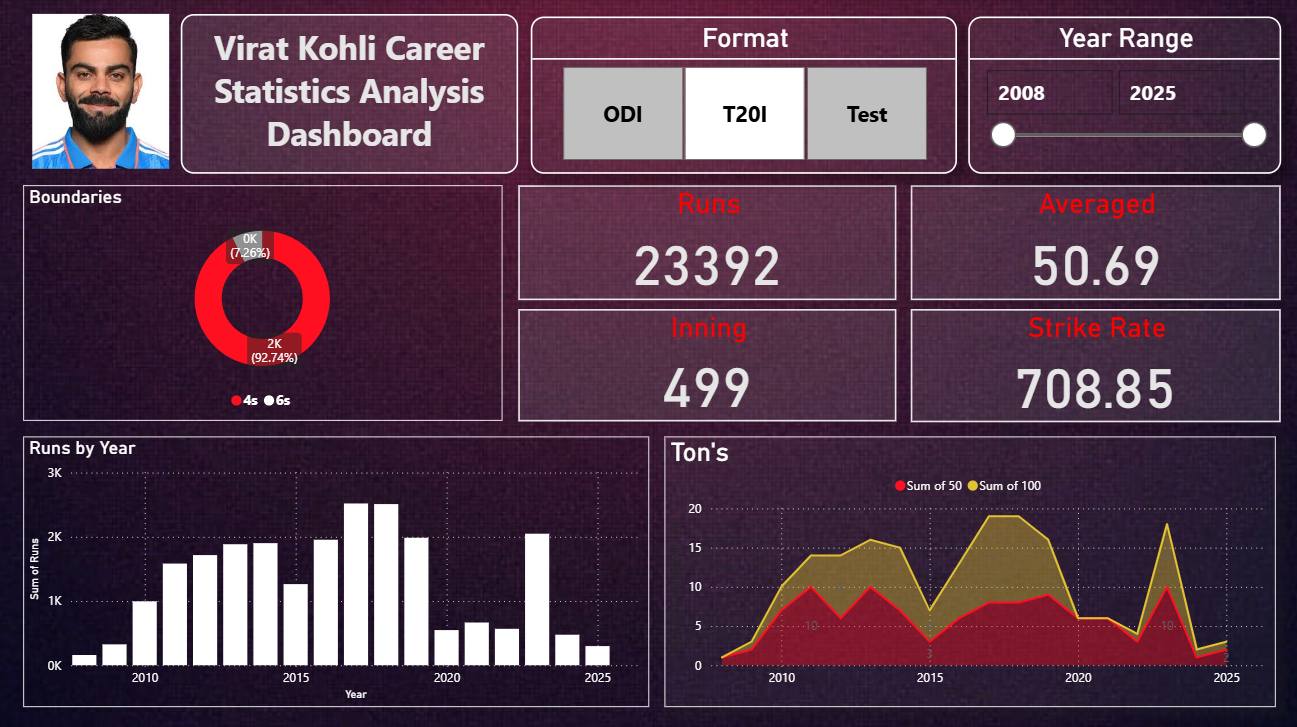 Virat Kohli Career
Statistics Analysis
Dashboard
Format
ODI
T20I
Test
Year Range
2008
2025
Boundaries
0K
(7.26%)
2K
(92.74%)
4s
6s
Runs
23392
Averaged
50.69
Inning
499
Strike Rate
708.85
Runs by Year
3K
2K
1K
0K
Sum of Runs
2010
2015
2020
2025
Year
Ton's
Sum of 50
Sum of 100
20
15
10
5
0
10
3
10
2
2010
2015
2020
2025